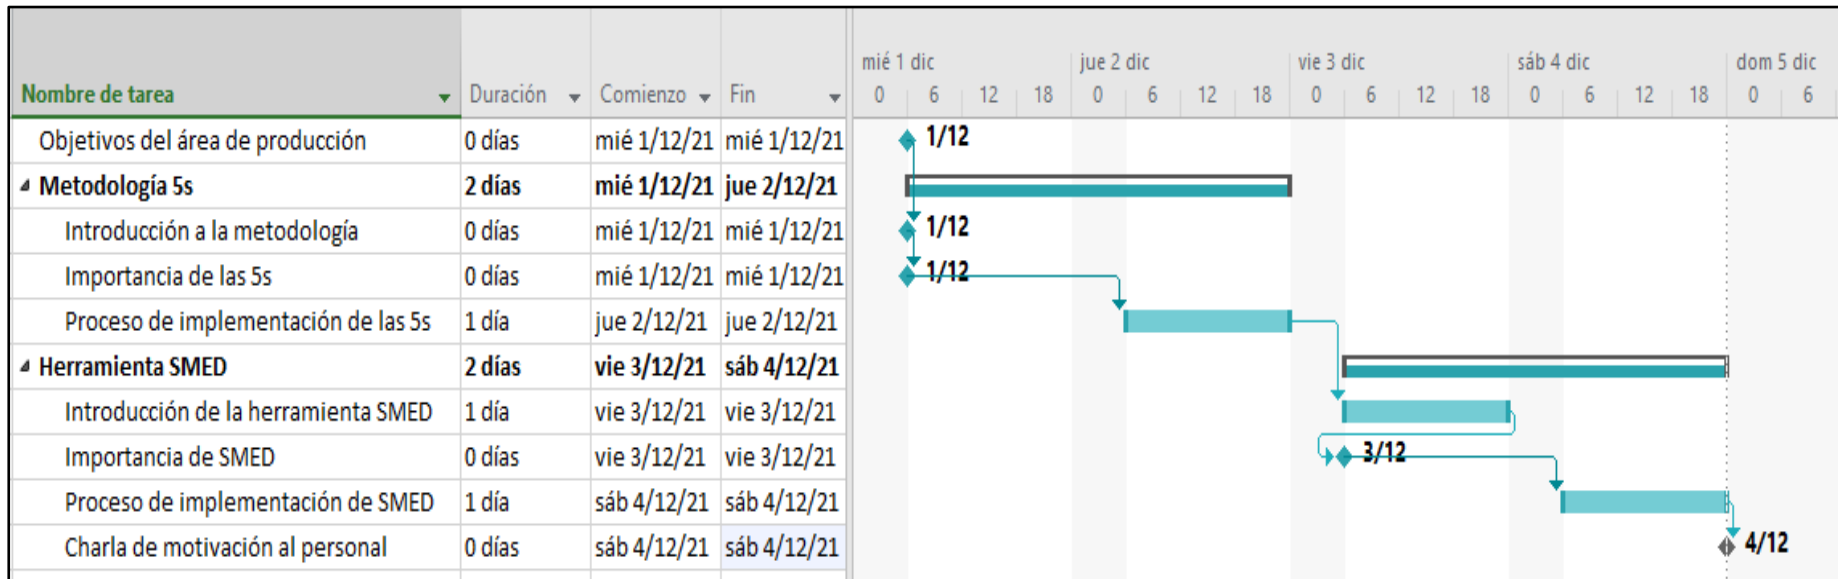 mié 1 dic jue 2 dic vie 3 dic sáb 4 dic dom 5 dic
Nombre de tarea Duración Comienzo Fin 0 6 12 18 0 6 12 18 0 6 12 18 0 6 12 18 0 6
Objetivos del área de producción 0 días mié 1/12/21 mié 1/12/21 1/12
Metodología 5s 2 días mié 1/12/21 jue 2/12/21
Introducción a la metodología 0 días mié 1/12/21 mié 1/12/21 1/12
Importancia de las 5s 0 días mié 1/12/21 mié 1/12/21 1/12
Proceso de implementación de las 5s 1 día jue 2/12/21 jue 2/12/21
Herramienta SMED 2 días vie 3/12/21 sáb 4/12/21
Introducción de la herramienta SMED 1 día vie 3/12/21 vie 3/12/21
Importancia de SMED 0 días vie 3/12/21 vie 3/12/21 3/12
Proceso de implementación de SMED 1 día sáb 4/12/21 sáb 4/12/21
Charla de motivación al personal 0 días sáb 4/12/21 sáb 4/12/21 4/12